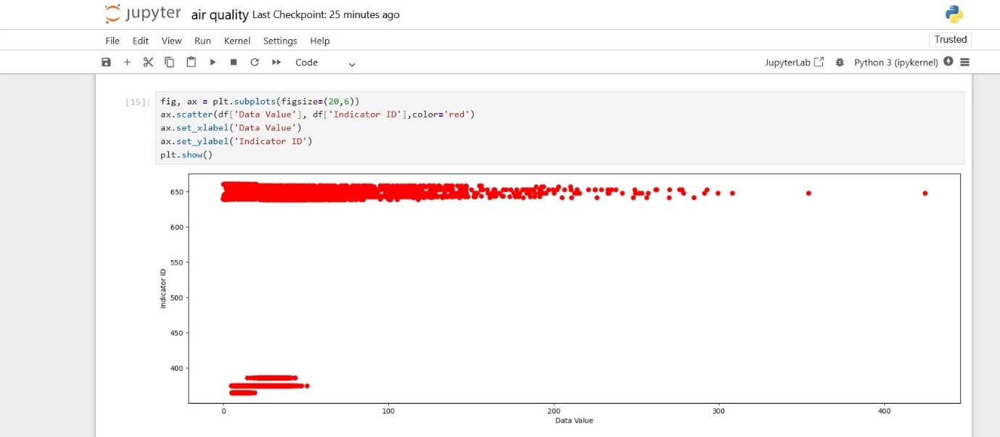 jupyter air quality Last Checkpoint: 25 minutes ago
File Edit View Run Kernel Settings Help
Trusted
Code
JupyterLab Python 3 (ipykernel)
[15]:
fig, ax = plt.subplots(figsize=(20,6))
ax.scatter(df['Data Value'], df['Indicator ID'],color='red')
ax.set_xlabel('Data Value')
ax.set_ylabel('Indicator ID')
plt.show()
650
600
550
500
450
400
Indicator ID
0 100 200 300 400
Data Value